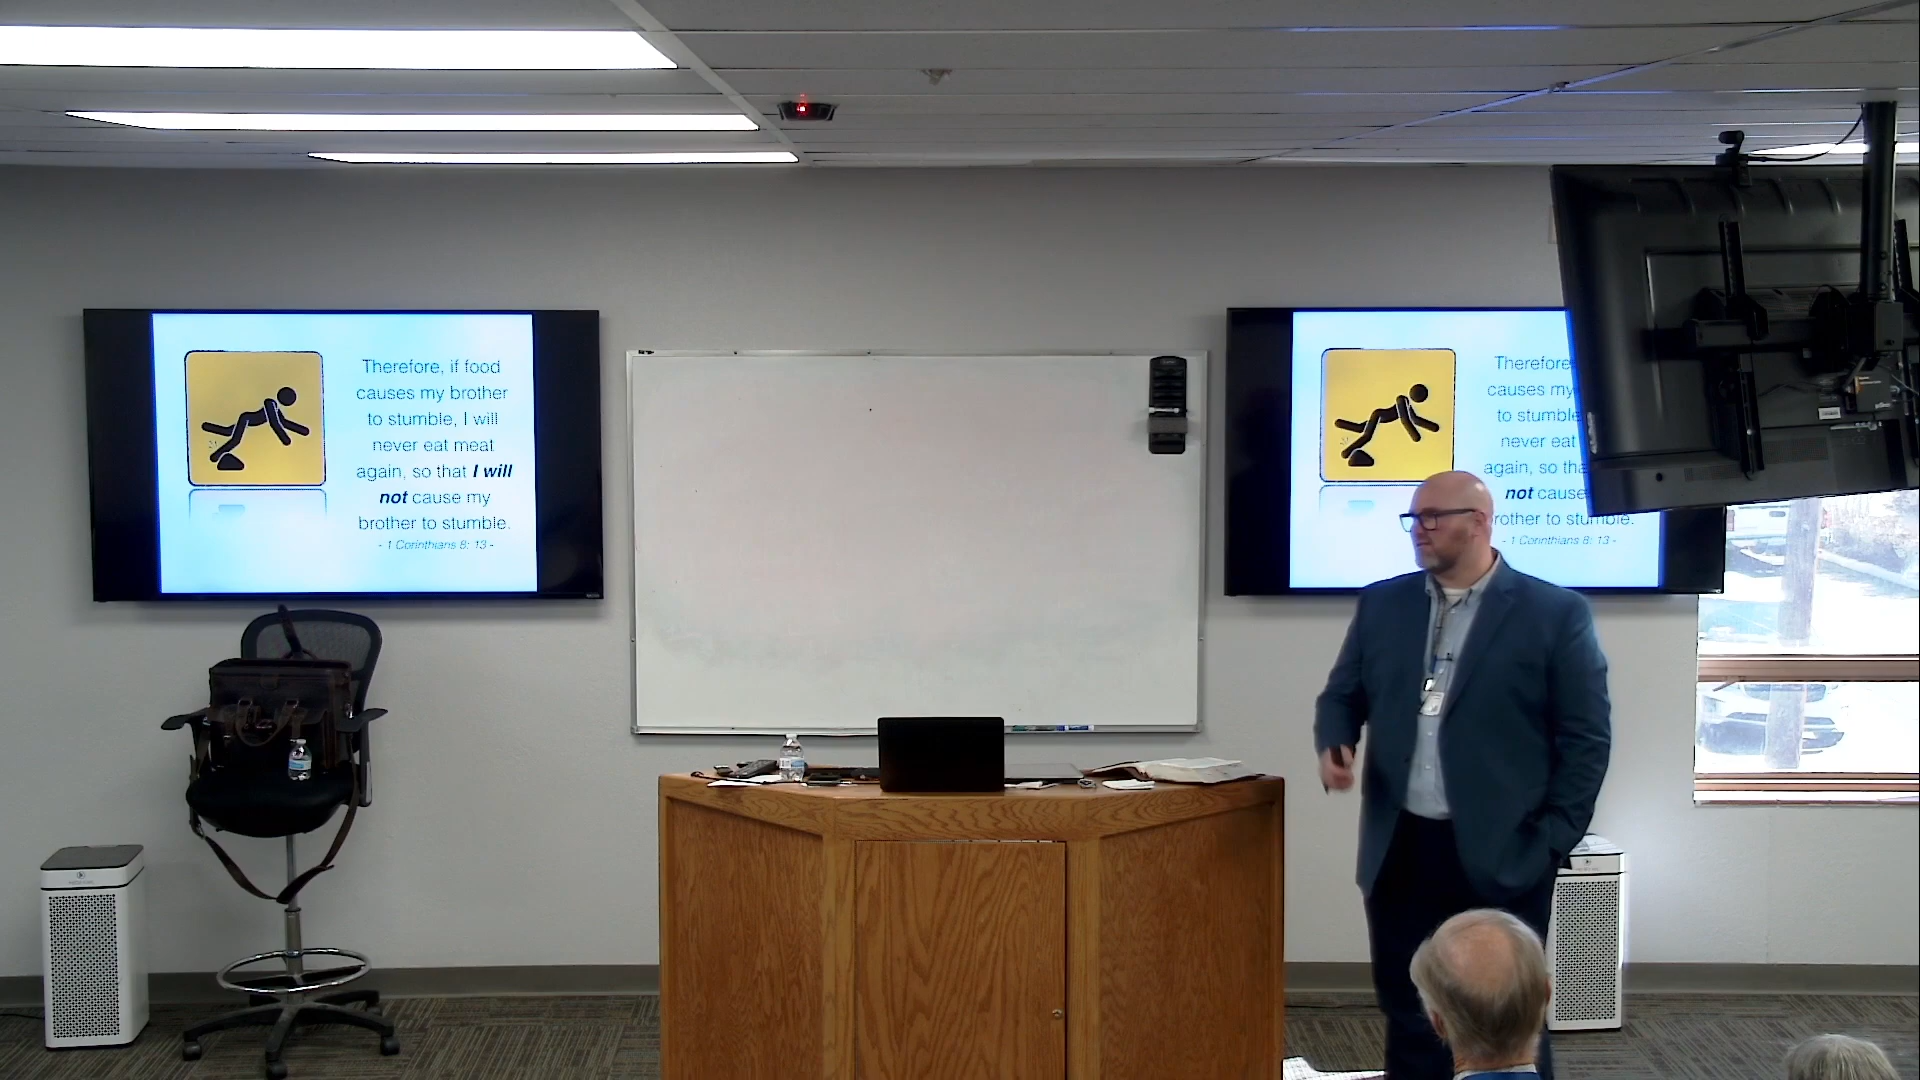 Therefore, if food
causes my brother
to stumble, I will
never eat meat
again, so that I will
not cause my
brother to stumble.
- 1 Corinthians 8: 13 -
Therefore
causes my
to stumble
never eat
again, so tha
not cause
rother to stumble.
- 1 Corinthians 8: 13 -